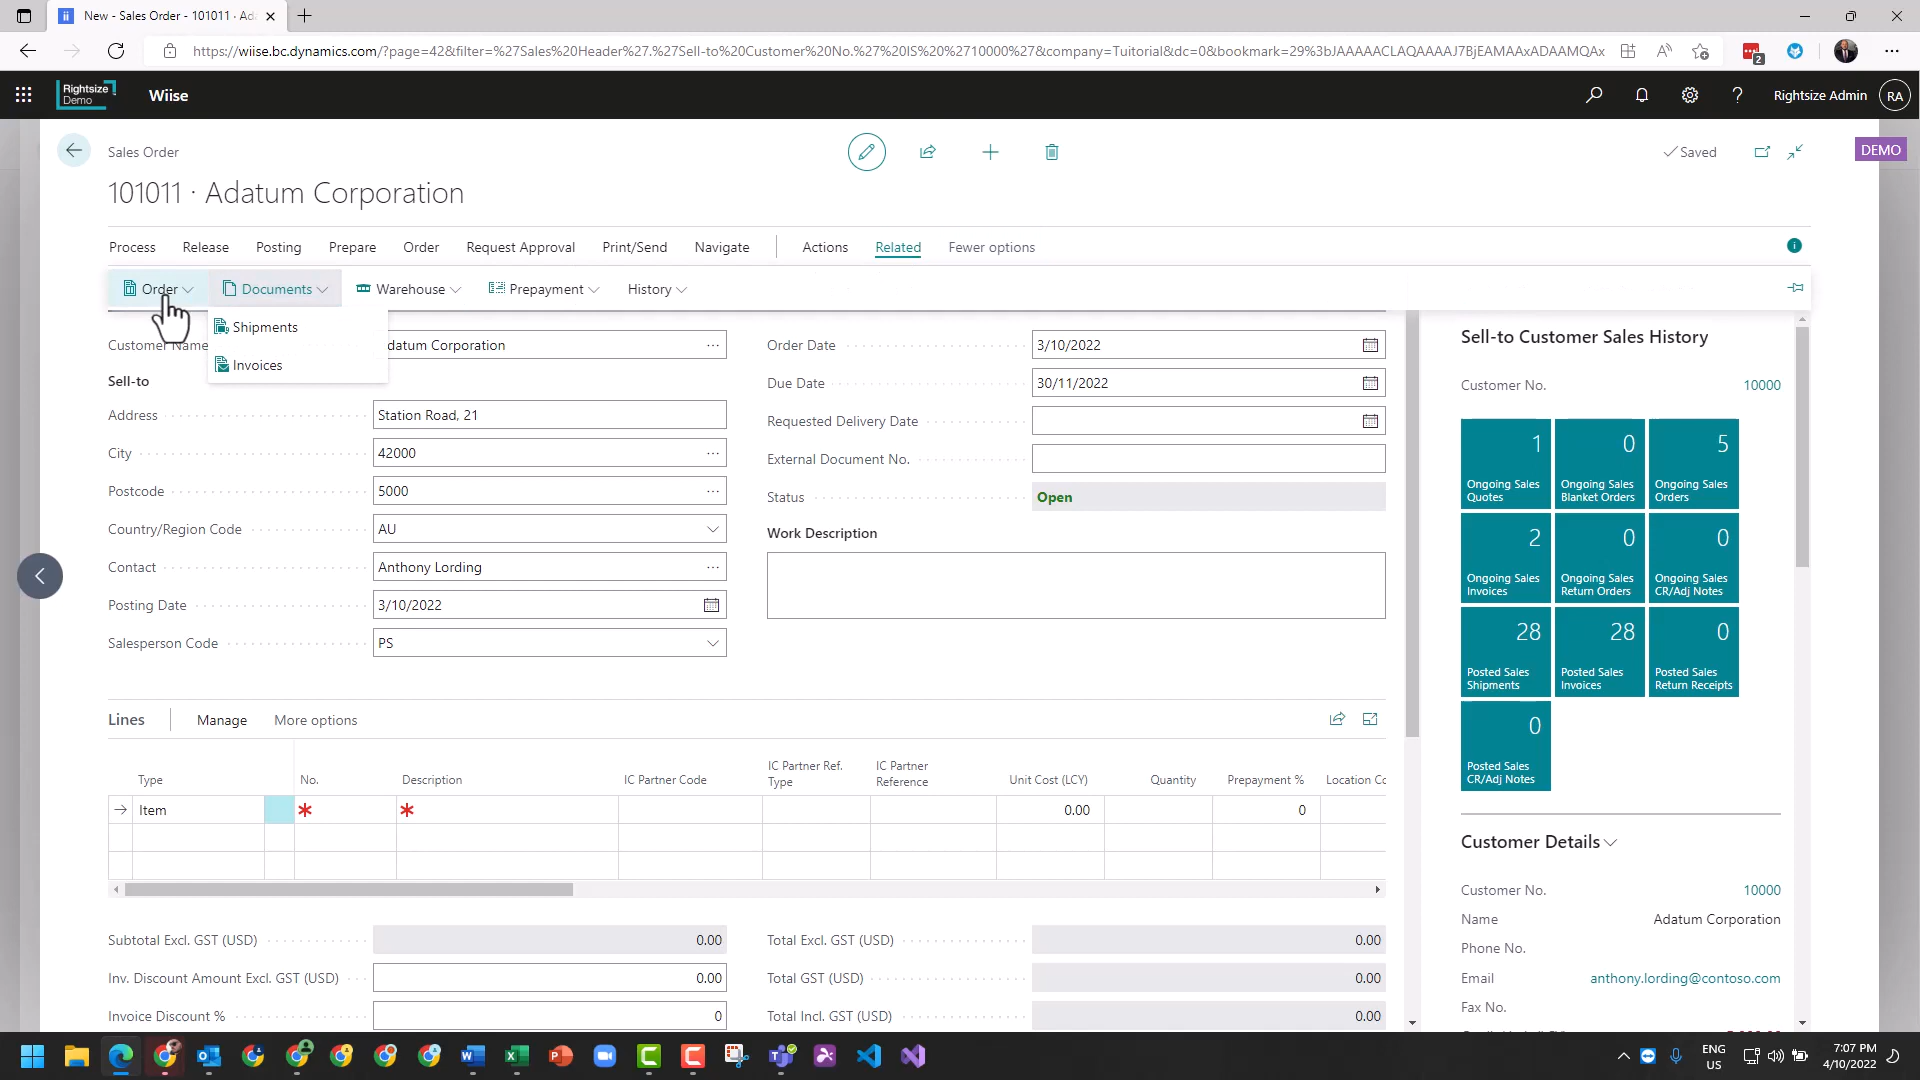 New - Sales Order - 101011 · Ada
https://wiise.bc.dynamics.com/?page=42&filter=%27Sales%20Header%27.%27Sell-to%20Customer%20No.%27%20IS%20%2710000%27&company=Tuitorial&dc=0&bookmark=29%3bJAAAAACLAQAAAAJ7BjEAMAAxADAAMQAx
2
Rightsize
Demo
Wiise
Rightsize Admin
RA
Sales Order
Saved
DEMO
101011 · Adatum Corporation
Process Release Posting Prepare Order Request Approval Print/Send Navigate Actions Related Fewer options
Order Documents Warehouse Prepayment History
Shipments
Invoices
Customer Name
datum Corporation
Sell-to
Address
Station Road, 21
City
42000
Postcode
5000
Country/Region Code
AU
Contact
Anthony Lording
Posting Date
3/10/2022
Salesperson Code
PS
Order Date
3/10/2022
Due Date
30/11/2022
Requested Delivery Date
External Document No.
Status
Open
Work Description
Lines
Manage
More options
Type No. Description IC Partner Code IC Partner Ref. Type IC Partner Reference Unit Cost (LCY) Quantity Prepayment % Location Co
Item * * 0.00 0
Subtotal Excl. GST (USD) 0.00
Inv. Discount Amount Excl. GST (USD) 0.00
Invoice Discount % 0
Total Excl. GST (USD) 0.00
Total GST (USD) 0.00
Total Incl. GST (USD) 0.00
Sell-to Customer Sales History
Customer No. 10000
1
Ongoing Sales Quotes
0
Ongoing Sales Blanket Orders
5
Ongoing Sales Orders
2
Ongoing Sales Invoices
0
Ongoing Sales Return Orders
0
Ongoing Sales CR/Adj Notes
28
Posted Sales Shipments
28
Posted Sales Invoices
0
Posted Sales Return Receipts
0
Posted Sales CR/Adj Notes
Customer Details
Customer No. 10000
Name Adatum Corporation
Phone No.
Email anthony.lording@contoso.com
Fax No.
ENG
US
7:07 PM
4/10/2022